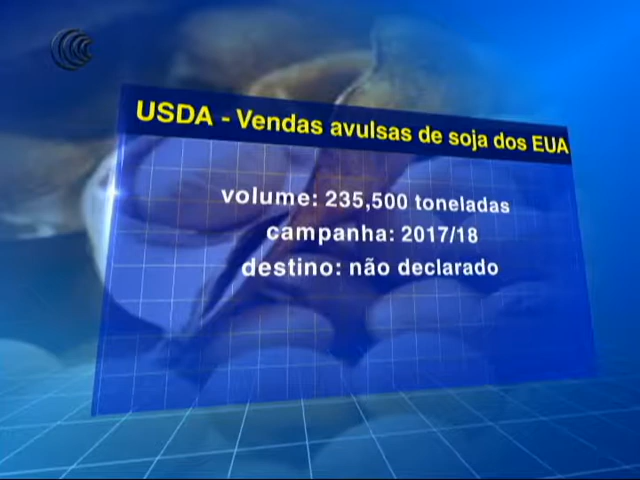 USDA - Vendas avulsas de soja dos EUA
volume: 235,500 toneladas
campanha: 2017/18
destino: não declarado